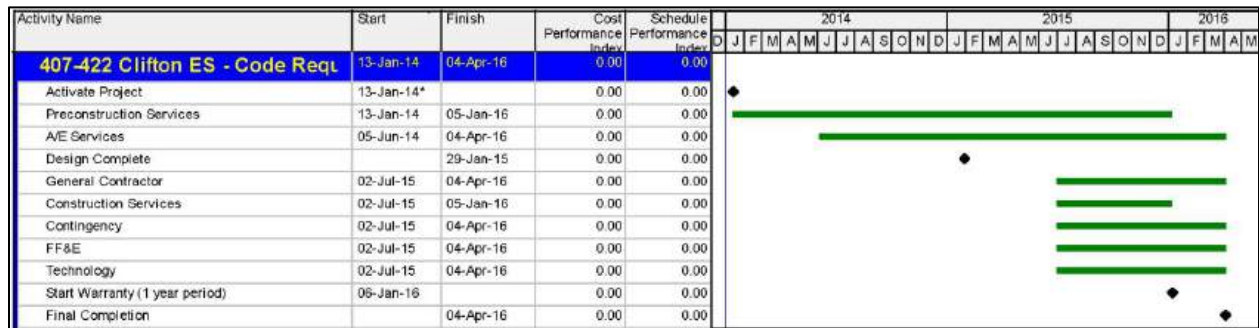 Activity Name Start Finish Cost Performance Index Schedule Performance Index 2014 2015 2016
D J F M A M J J A S O N D J F M A M J J A S O N D J F M A M
407-422 Clifton ES - Code Requ 13-Jan-14 04-Apr-16 0.00 0.00
Activate Project 13-Jan-14* 0.00 0.00
Preconstruction Services 13-Jan-14 05-Jan-16 0.00 0.00
A/E Services 05-Jun-14 04-Apr-16 0.00 0.00
Design Complete 29-Jan-15 0.00 0.00
General Contractor 02-Jul-15 04-Apr-16 0.00 0.00
Construction Services 02-Jul-15 05-Jan-16 0.00 0.00
Contingency 02-Jul-15 04-Apr-16 0.00 0.00
FF&E 02-Jul-15 04-Apr-16 0.00 0.00
Technology 02-Jul-15 04-Apr-16 0.00 0.00
Start Warranty (1 year period) 06-Jan-16 0.00 0.00
Final Completion 04-Apr-16 0.00 0.00